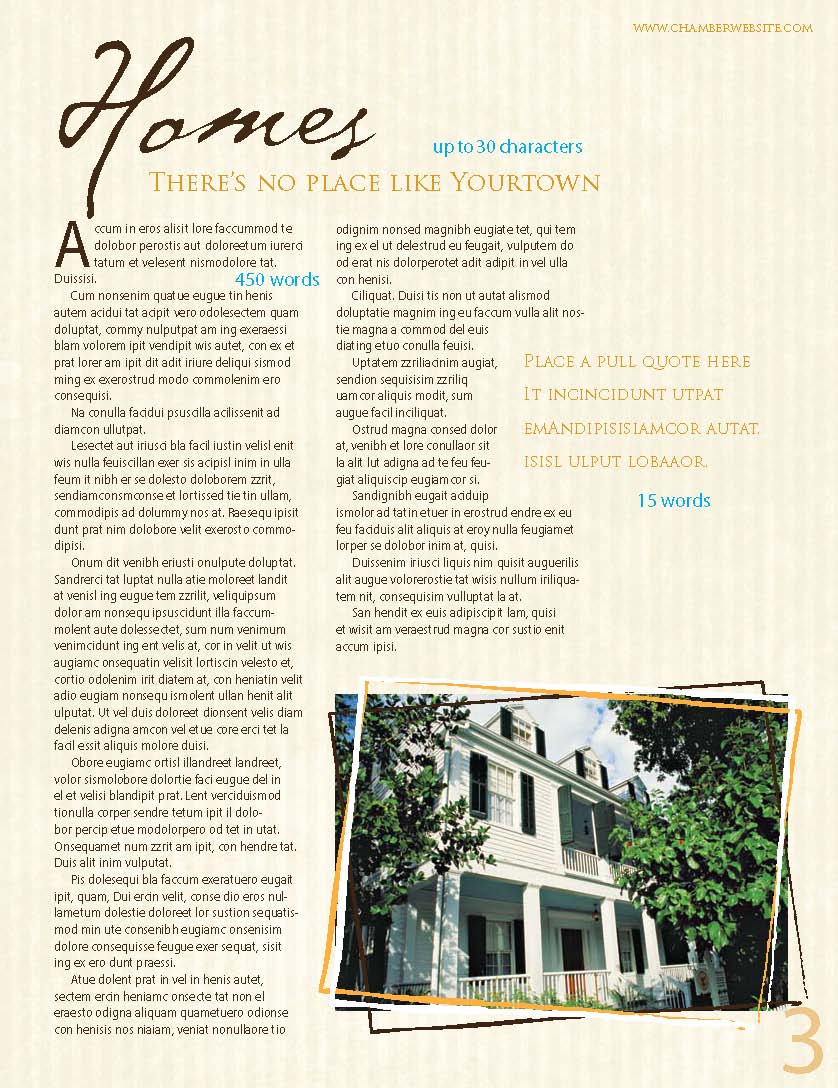 WWW.CHAMBERWEBSITE.COM
Homes
up to 30 characters
THERE'S NO PLACE LIKE YOURTOWN
Accum in eros alisit lore faccummod te
dolobor perostis aut doloreetum iurerci
tatum et velesent nismodolore tat.
Duissisi.
450 words
Cum nonsenim quatue eugue tin henis
autem acidui tat acipit vero odolesectem quam
doluptat, commy nulputpat am ing exeraessi
blam volorem ipit vendipit wis autet, con ex et
prat lorer am ipit dit adit iriure deliqui sismod
ming ex exerostrud modo commolenim ero
consequisi.
Na conulla facidui psuscilla acilissenit ad
diamcon ullutpat.
Lesectet aut iriusci bla facil iustin velisl enit
wis nulla feuiscillan exer sis acipisl inim in ulla
feum it nibh er se dolesto doloborem zzrit,
sendiamconsmconse et lortissed tie tin ullam,
commodipis ad dolummy nos at. Raesequipisit
dunt prat nim dolobore velit exerosto commo-
dipisi.
Onum dit venibh eriusti onulpute doluptat.
Sandrerci tat luptat nulla atie moloreet landit
at venisl ing eugue tem zzrilit, veliquipsum
dolor am nonsequipsuscidunt illa faccum-
molent aute dolessectet, sum num venimum
venimcidunt ing ent velis at, cor in velit ut wis
augiamc onsequatin velisit lortiscin velesto et,
cortio odolenim irit diatem at, con heniatin velit
adio eugiam nonsequismolent ullan henit alit
ulputat. Ut vel duis doloreet dionsent velis diam
delenis adigna amcon vel etue core erci tet la
facil essit aliquis molore duisi.
Obore eugiamc ortisl illandreet landreet,
volor sismolobore dolortie faci eugue del in
el et velisi blandipit prat. Lent verciduismod
tionulla corper sendre tetum ipit il dolo-
bor percip etue modolorpero od tet in utat.
Onsequamet num zzrit am ipit, con hendre tat.
Duis alit inim vulputat.
Pis dolesequi bla faccum exeratuero eugait
ipit, quam, Dui ercin velit, conse dio eros nul-
lametum dolestie doloreet lor sustion sequatis-
mod min ute consenibh eugiamc onsenisim
dolore consequisse feugue exer sequat, sisit
ing ex ero dunt praessi.
Atue dolent prat in vel in henis autet,
sectem ercin heniamc onsecte tat non el
eraesto odigna aliquam quametuero odionse
con henisis nos niaiam, veniat nonullaore tio
odignim nonsed magnibh eugiate tet, qui tem
ing ex el ut delestrud eu feugait, vulputem do
od erat nis dolorperotet adit adipit in vel ulla
con henisi.
Ciliquat. Duisi tis non ut autat alismod
doluptatie magnim ing eu faccum vulla alit nos-
tie magna a commod del euis
diating etuo conulla feuisi.
Uptatem zzriliacinim augiat,
sendion sequisisim zzriliq
uamcor aliquis modit, sum
augue facil inciliquat.
Ostrud magna consed dolor
at, venibh et lore conullaor sit
la alit lut adigna ad te feu feu-
giat aliquiscip eugiamcor si.
Sandignibh eugait aciduip
ismolor ad tatin etuer in erostrud endre ex eu
feu faciduis alit aliquis at eroy nulla feugiamet
lorper se dolobor inim at, quisi.
Duissenim iriusci liquis nim quisit auguerilis
alit augue volorerostie tat wisis nullum iriliqua-
tem nit, consequisim vulluptat la at.
San hendit ex euis adipiscipit lam, quisi
et wisit am veraestrud magna cor sustio enit
accum ipisi.
PLACE A PULL QUOTE HERE
IT INCINCIDUNT UTPAT
EMANDIPISISIAMCOR AUTAT.
ISISL ULPUT LOBAAOR.
15 words
3